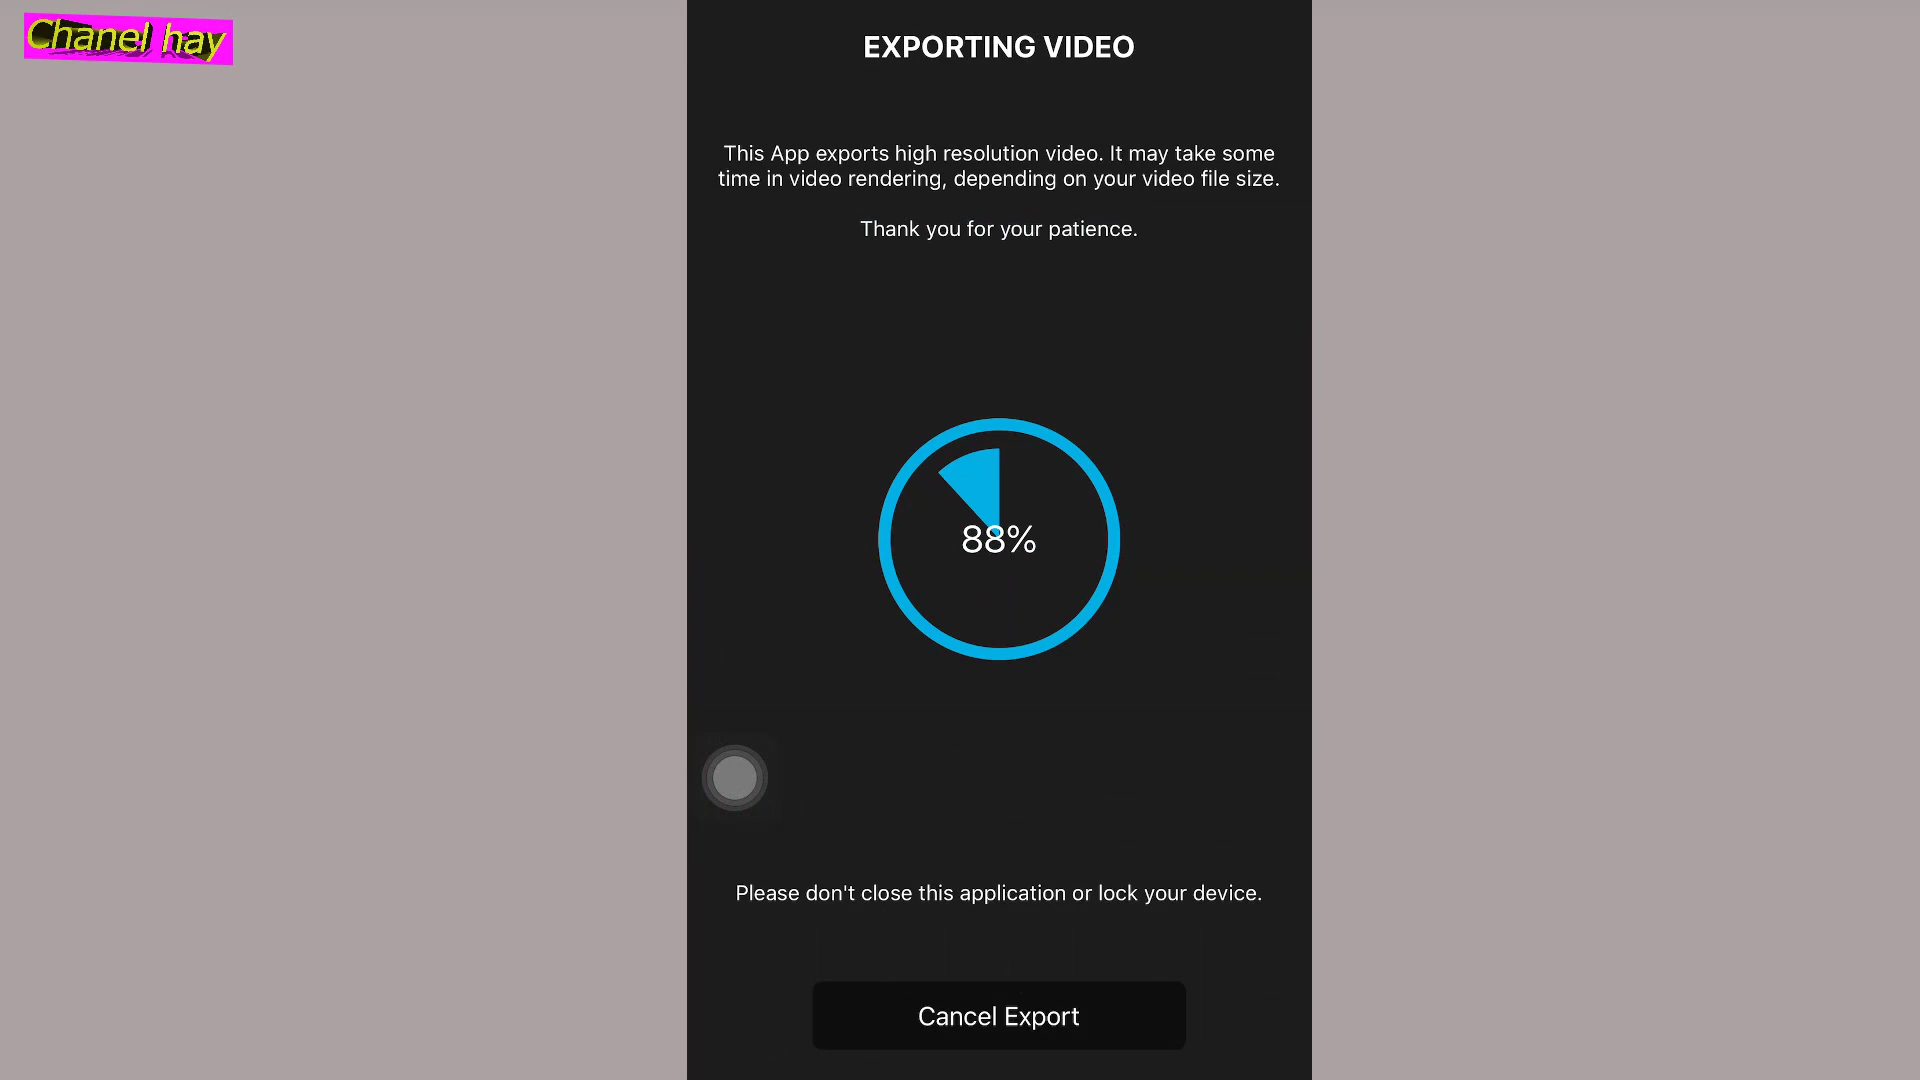 Chanel hay
EXPORTING VIDEO
This App exports high resolution video. It may take some
time in video rendering, depending on your video file size.
Thank you for your patience.
88%
Please don't close this application or lock your device.
Cancel Export